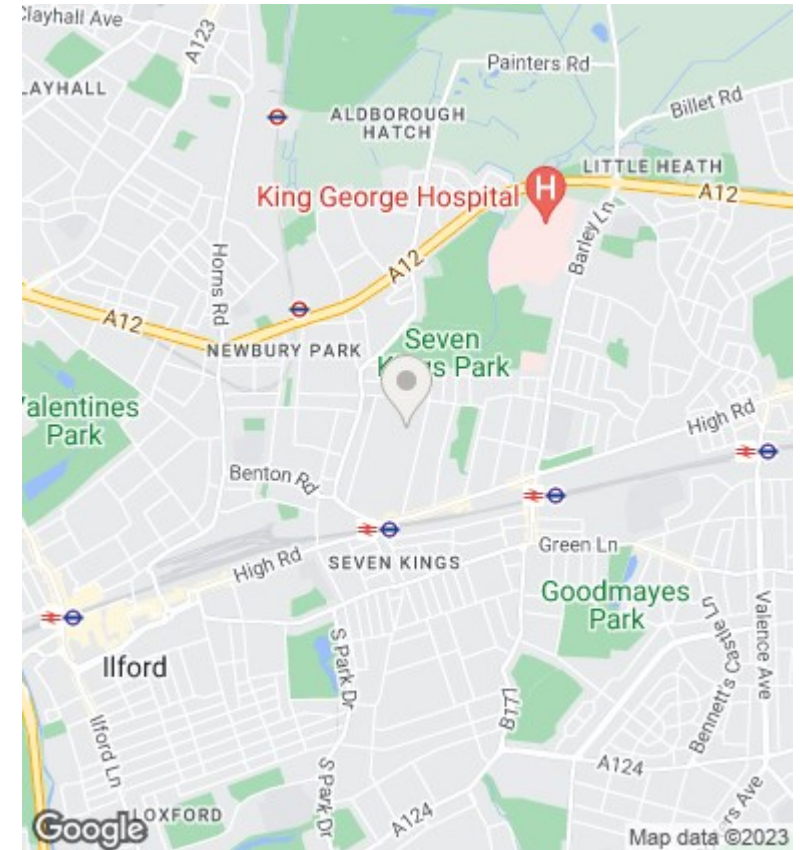 Clayhall Ave
A123
Painters Rd
LAYHALL
ALDBOROUGH
HATCH
Billet Rd
LITTLE HEATH
King George Hospital
H
A12
Barley Ln
Horns Rd
A12
A12
NEWBURY PARK
Seven
Kings Park
Valentines
Park
High Rd
Benton Rd
High Rd
SEVEN KINGS
Green Ln
Goodmayes
Park
Ilford
S Park Dr
Bennett's Castle Ln
Valence Ave
Ilford Ln
B177
A124
S Park Dr
LOXFORD
A124
ers Ave
Google
Map data ©2023